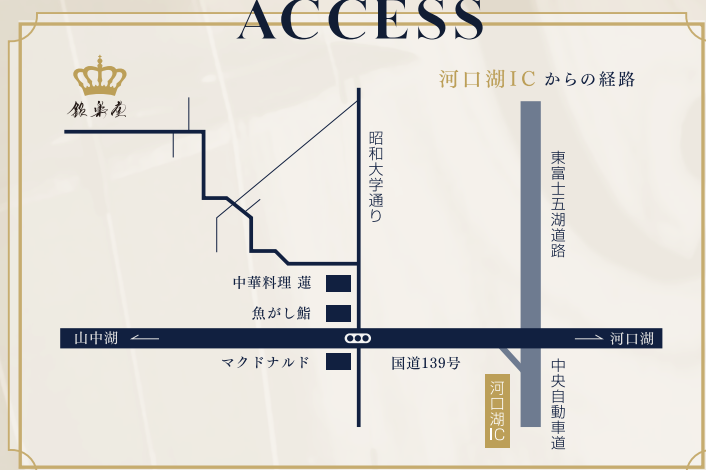 ACCESS
河口湖IC からの経路
昭和大学通り
東富士五湖道路
中華料理 蓮
魚がし鮨
山中湖
河口湖
マクドナルド
国道139号
中央自動車道
河口湖IC